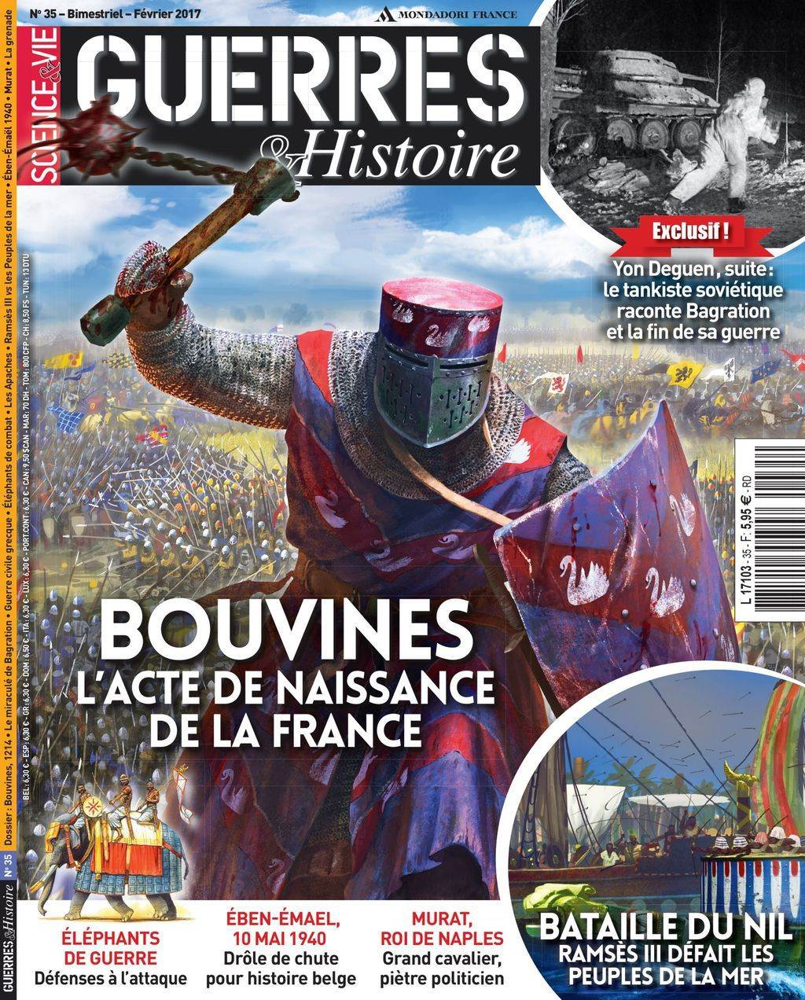 N° 35 – Bimestriel – Février 2017
MONDADORI FRANCE
SCIENCE&VIE
GUERRES
&Histoire
Exclusif !
Yon Deguen, suite :
le tankiste soviétique
raconte Bagration
et la fin de sa guerre
L 17103 - 35 - F: 5,95 € - RD
BOUVINES
L'ACTE DE NAISSANCE
DE LA FRANCE
ÉLÉPHANTS
DE GUERRE
Défenses à l'attaque
ÉBEN-ÉMAEL,
10 MAI 1940
Drôle de chute
pour histoire belge
MURAT,
ROI DE NAPLES
Grand cavalier,
piètre politicien
BATAILLE DU NIL
RAMSÈS III DÉFAIT LES
PEUPLES DE LA MER
BEL: 6,30 € - ESP: 6,30 € - GR: 6,30 € - DOM: 6,50 € - ITA: 6,30 € - LUX: 6,30 € - PORT.CONT: 6,30 € - CAN: 9,50 $CAN - MAR: 70 DH - TOM: 800 CFP - CH: 8,50 FS - TUN: 13 DTU
GUERRES &Histoire N° 35 Dossier : Bouvines, 1214 • Le miraculé de Bagration • Guerre civile grecque • Éléphants de combat • Les Apaches • Ramsès III vs les Peuples de la mer • Ében-Émaël 1940 • Murat • La grenade